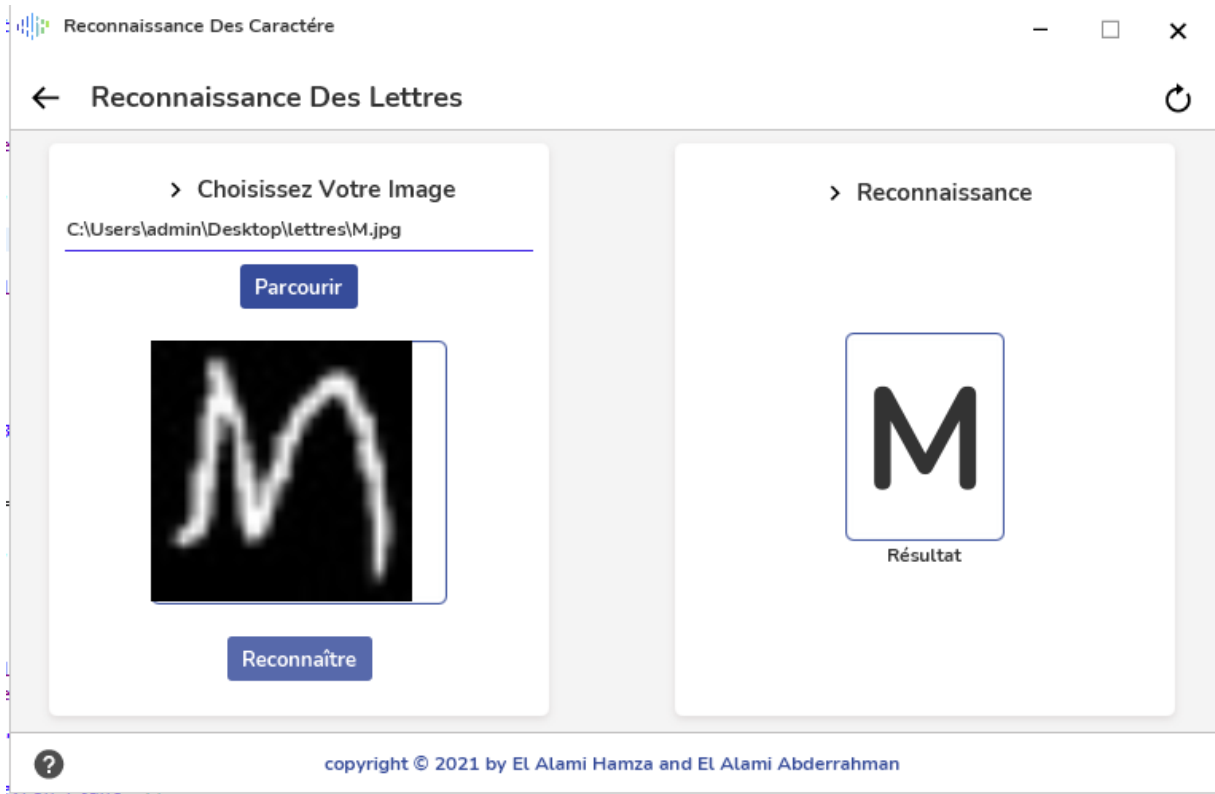 Reconnaissance Des Caractére
Reconnaissance Des Lettres
Choisissez Votre Image
C:\Users\admin\Desktop\lettres\M.jpg
Parcourir
M
Reconnaître
Reconnaissance
M
Résultat
copyright © 2021 by El Alami Hamza and El Alami Abderrahman